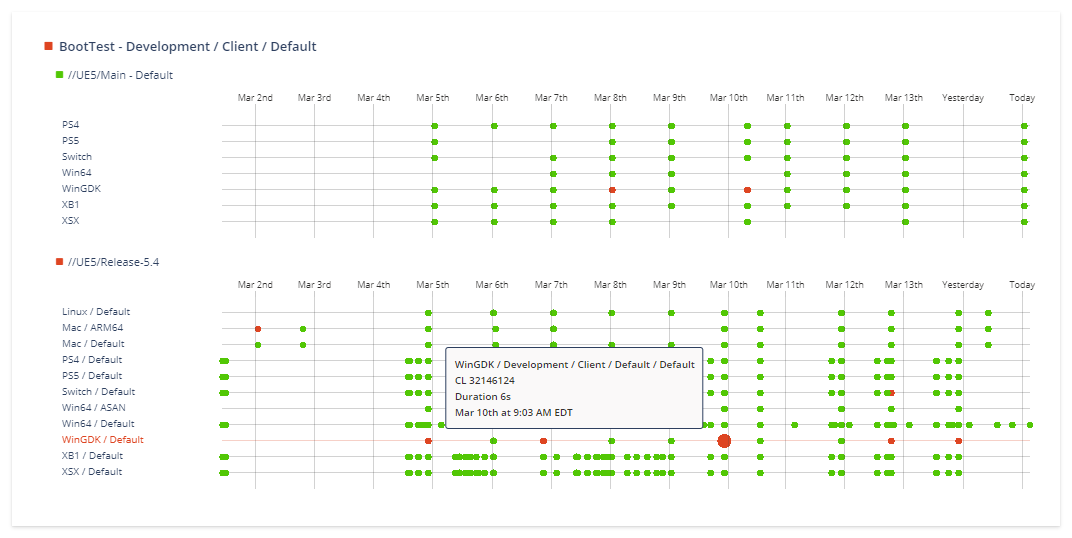 BootTest - Development / Client / Default
//UE5/Main - Default
Mar 2nd Mar 3rd Mar 4th Mar 5th Mar 6th Mar 7th Mar 8th Mar 9th Mar 10th Mar 11th Mar 12th Mar 13th Yesterday Today
PS4
PS5
Switch
Win64
WinGDK
XB1
XSX
//UE5/Release-5.4
Mar 2nd Mar 3rd Mar 4th Mar 5th Mar 6th Mar 7th Mar 8th Mar 9th Mar 10th Mar 11th Mar 12th Mar 13th Yesterday Today
Linux / Default
Mac / ARM64
Mac / Default
PS4 / Default
PS5 / Default
Switch / Default
Win64 / ASAN
Win64 / Default
WinGDK / Default
XB1 / Default
XSX / Default
WinGDK / Development / Client / Default / Default
CL 32146124
Duration 6s
Mar 10th at 9:03 AM EDT